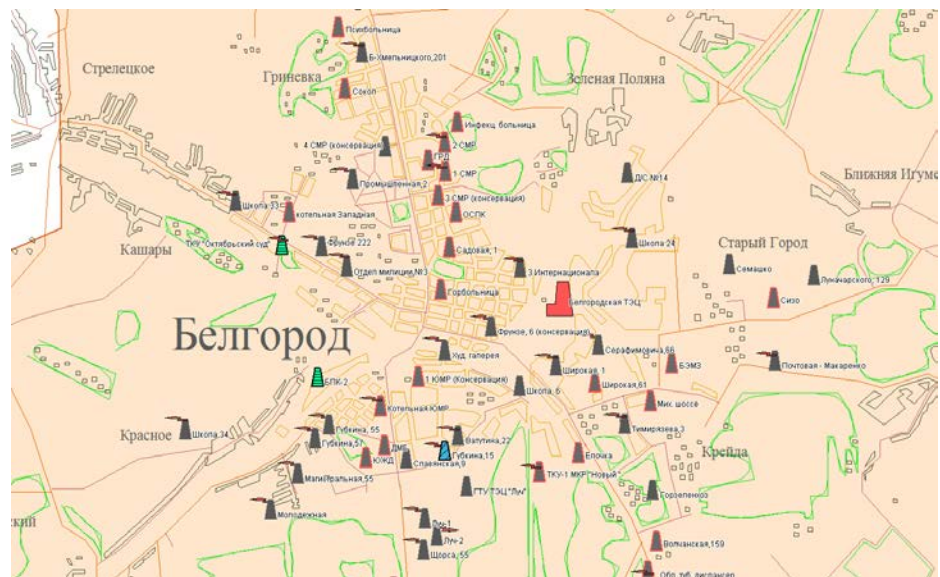 Психбольница
Б-Хмельницкого,201
Стрелецкое
Гриневка
Зеленая Поляна
Сокол
Инфекц. больница
4 СМР (консервация)
2 СМР
ГРД
1 СМР
Д/С №14
Ближняя Игуме
Промышленная,2
3 СМР (консервация)
Школа 33
котельная Западная
ОСПК
ТКУ "Октябрьский суд"
Фрунзе 222
Школа 24
Старый Город
Кашары
Садовая, 1
Отдел милиции №3
3 Интернационала
Семашко
Луначарского, 129
Горбольница
Белгородская ТЭЦ
Сизо
Белгород
Фрунзе, 6 (консервация)
Худ. галерея
Серафимовича,66
Широкая, 1
БЭМЗ
Почтовая - Макаренко
БПК-2
1 ЮМР (Консервация)
Школа, 6
Широкая,61
Котельная ЮМР
Мих. шоссе
Красное
Школа,34
Губкина, 55
Тимирязева,3
Губкина,57
Ватутина,22
ДМБ
Губкина,15
Елочка
Крейда
ЮЖД
Славянская,9
Магистральная,55
ТКУ-1 МКР "Новый"
ГТУ ТЭЦ "Луч"
Горзеленхоз
Молодежная
ский
Луч-1
Луч-2
Щорса, 55
Волчанская,159
Обл. туб. диспансер